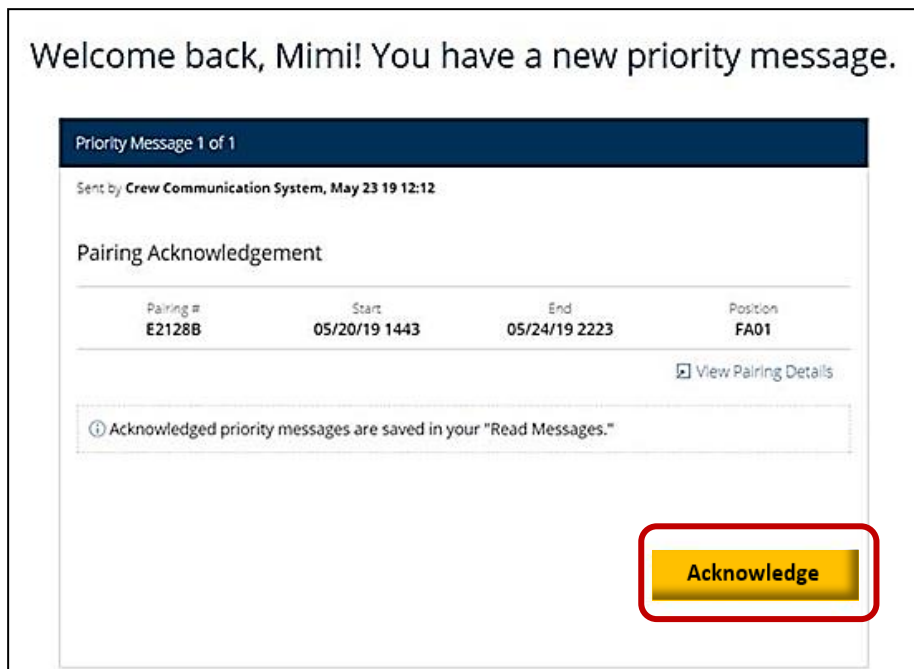 Welcome back, Mimi! You have a new priority message.
Priority Message 1 of 1
Sent by Crew Communication System, May 23 19 12:12
Pairing Acknowledgement
Pairing # Start End Position
E2128B 05/20/19 1443 05/24/19 2223 FA01
View Pairing Details
Acknowledged priority messages are saved in your "Read Messages."
Acknowledge